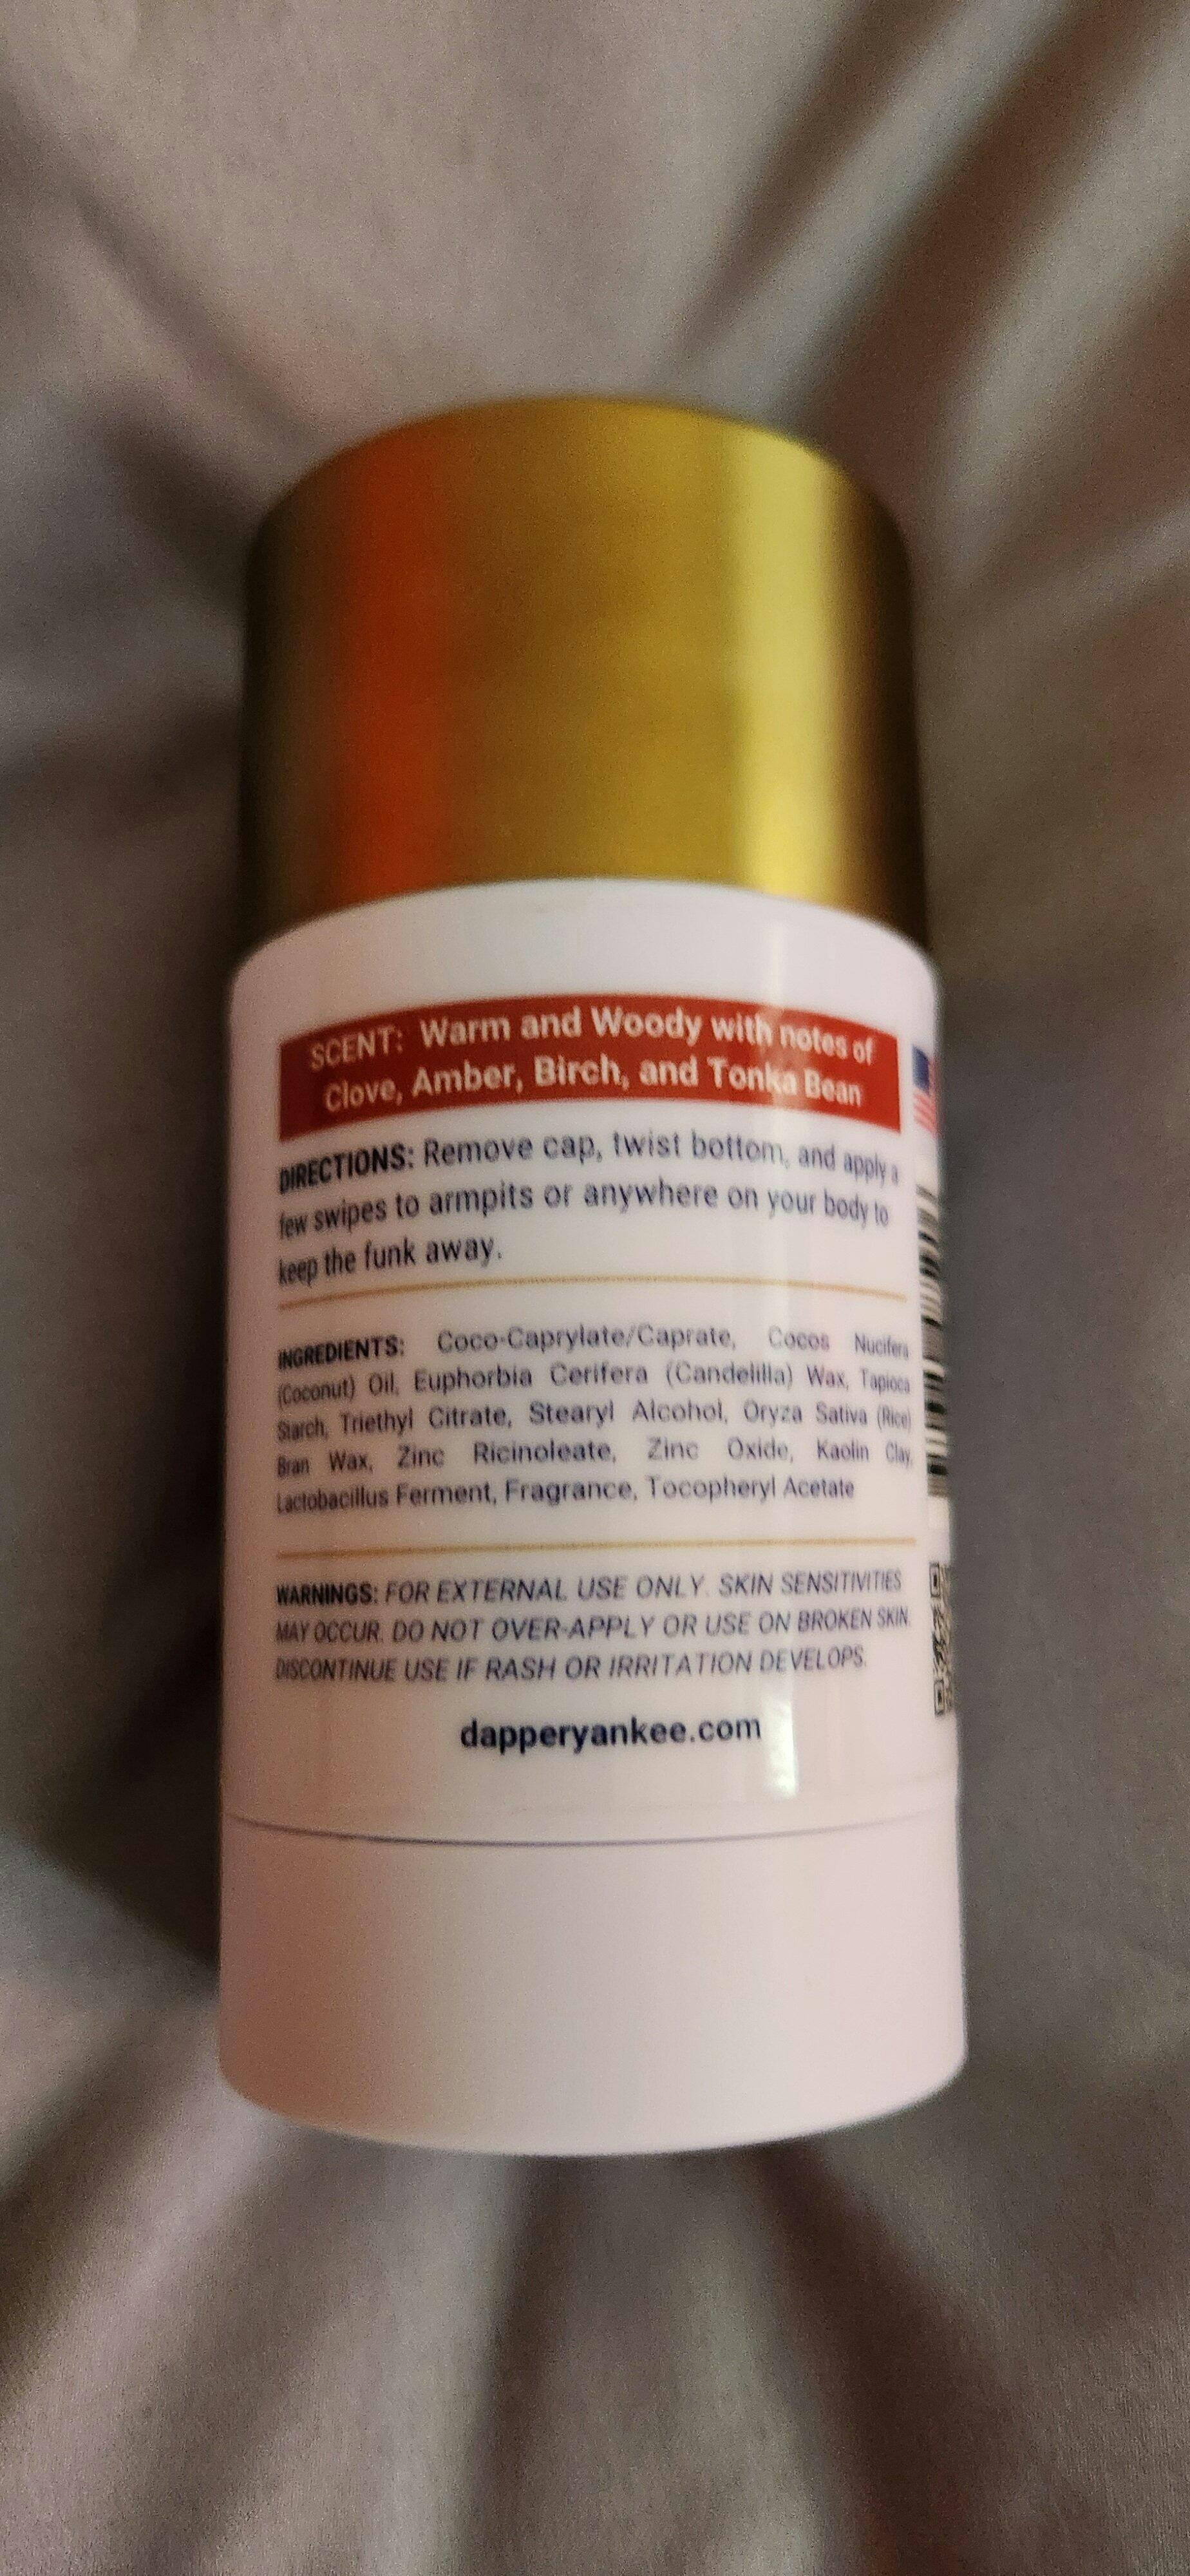 SCENT: Warm and Woody with notes of
Clove, Amber, Birch, and Tonka Bean
DIRECTIONS: Remove cap, twist bottom, and apply a
few swipes to armpits or anywhere on your body to
keep the funk away.
INGREDIENTS: Coco-Caprylate/Caprate, Cocos Nucifera
(Coconut) Oil, Euphorbia Cerifera (Candelilla) Wax, Tapioca
Starch, Triethyl Citrate, Stearyl Alcohol, Oryza Sativa (Rice)
Bran Wax, Zinc Ricinoleate, Zinc Oxide, Kaolin Clay,
Lactobacillus Ferment, Fragrance, Tocopheryl Acetate
WARNINGS: FOR EXTERNAL USE ONLY. SKIN SENSITIVITIES
MAY OCCUR. DO NOT OVER-APPLY OR USE ON BROKEN SKIN.
DISCONTINUE USE IF RASH OR IRRITATION DEVELOPS.
dapperyankee.com